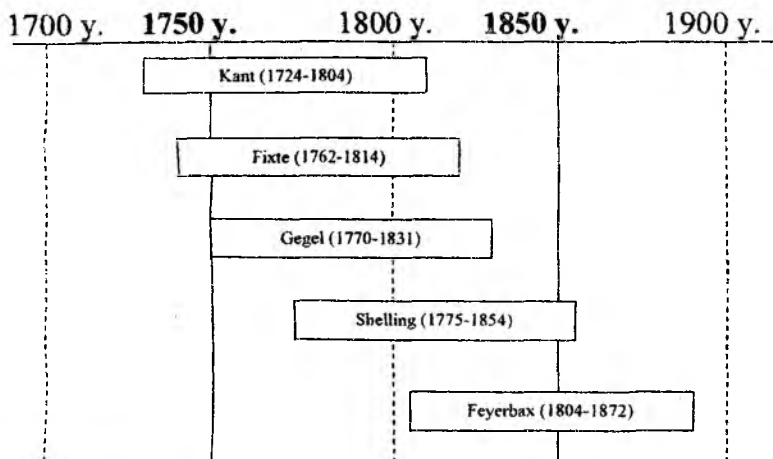 1700 y. 1750 y. 1800 y. 1850 y. 1900 y.
Kant (1724-1804)
Fixte (1762-1814)
Gegel (1770-1831)
Shelling (1775-1854)
Feyerbax (1804-1872)